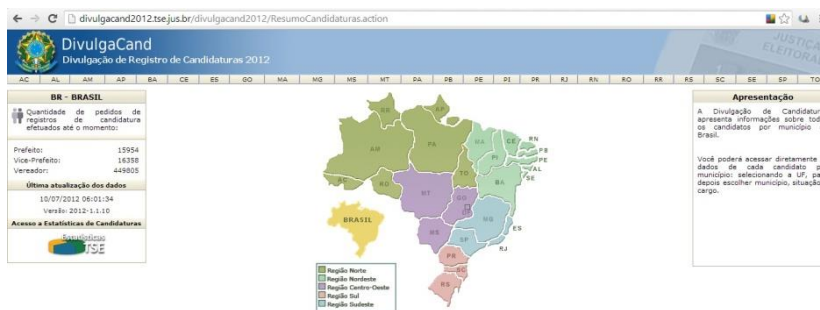 divulgacand2012.tse.jus.br/divulgacand2012/ResumoCandidaturas.action
DivulgaCand
Divulgação de Registro de Candidaturas 2012
JUSTIÇA
ELEITORAL
AC AL AM AP BA CE ES GO MA MG MS MT PA PB PE PI PR RJ RN RO RR RS SC SE SP TO
BR - BRASIL
Quantidade de pedidos de
registros de candidatura
efetuados até o momento:
Prefeito: 15954
Vice-Prefeito: 16358
Vereador: 449805
Última atualização dos dados
10/07/2012 06:01:34
Versão: 2012-1.1.10
Acesso a Estatísticas de Candidaturas
Estatísticas
TSE
RR
AP
AM
PA
MA
CE
RN
PB
PE
AL
SE
PI
AC
RO
TO
BA
MT
GO
DF
MG
ES
MS
SP
RJ
PR
SC
RS
BRASIL
Região Norte
Região Nordeste
Região Centro-Oeste
Região Sul
Região Sudeste
Apresentação
A Divulgação de Candidatur
apresenta informações sobre tod
os candidatos por município
Brasil.
Você poderá acessar diretamente
dados de cada candidato p
município: selecionando a UF, pa
depois escolher município, situação
cargo.